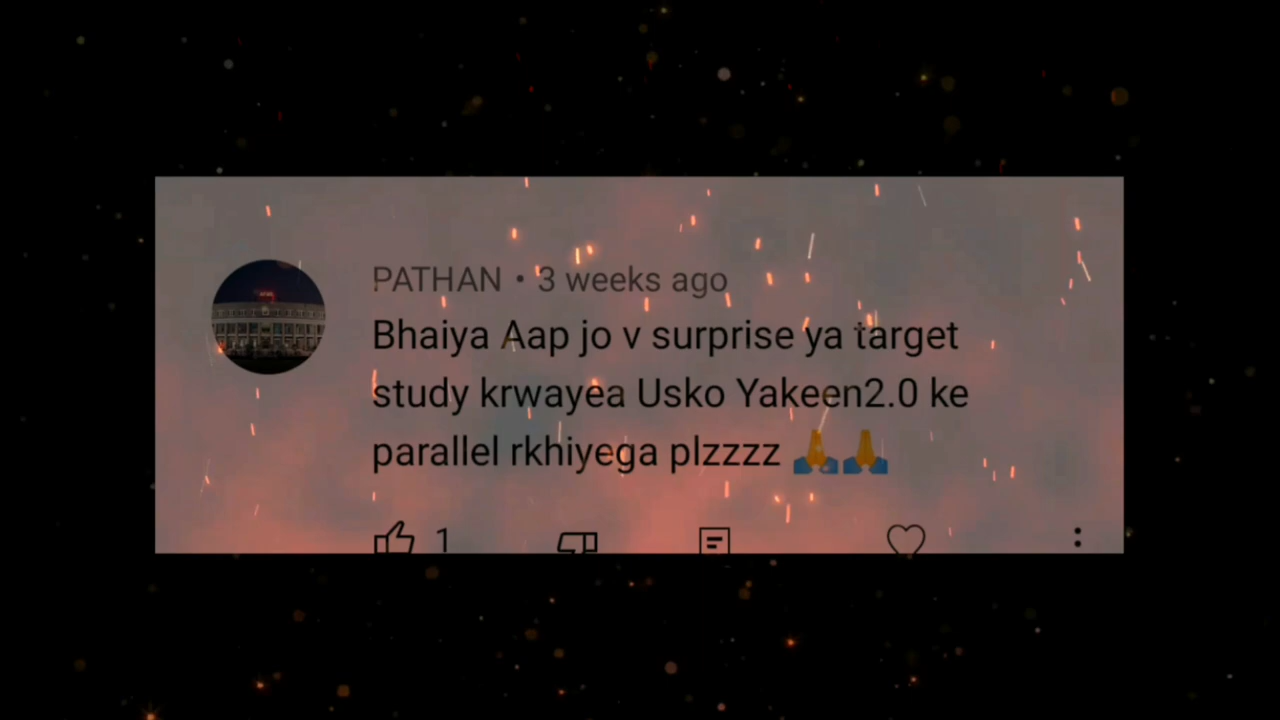 PATHAN • 3 weeks ago
Bhaiya Aap jo v surprise ya target
study krwayea Usko Yakeen2.0 ke
parallel rkhiyega plzzzz 🙏🙏
1